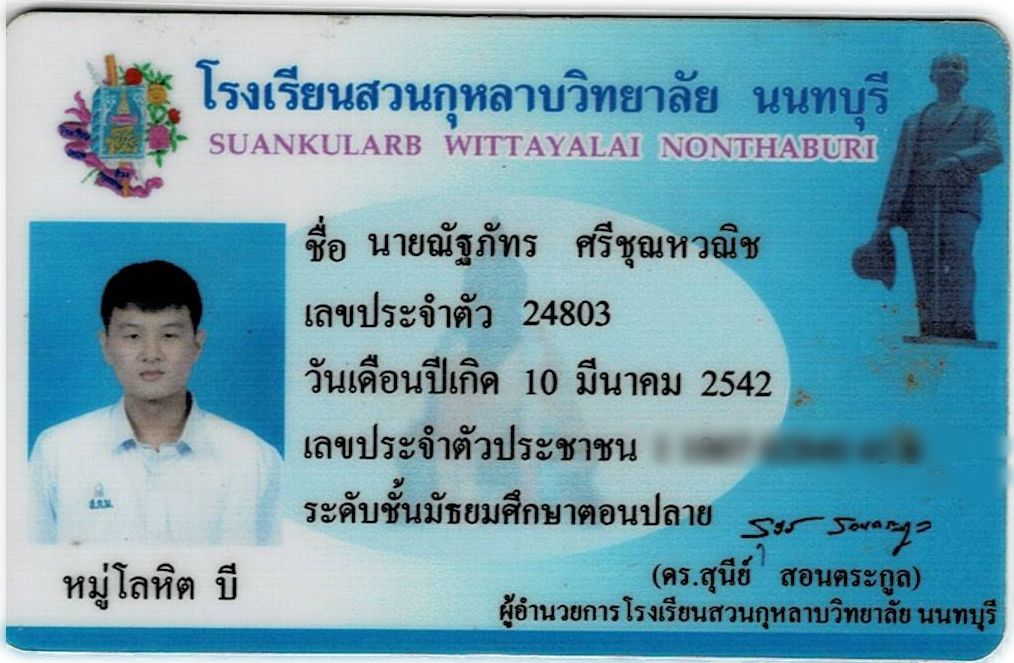 โรงเรียนสวนกุหลาบวิทยาลัย นนทบุรี
SUANKULARB WITTAYALAI NONTHABURI
ชื่อ นายณัฐภัทร ศรีชุณหวณิช
เลขประจำตัว 24803
วันเดือนปีเกิด 10 มีนาคม 2542
เลขประจำตัวประชาชน
ระดับชั้นมัธยมศึกษาตอนปลาย
ส.ก.น.
หมู่โลหิต บี
(ดร.สุนีย์ สอนตระกูล)
ผู้อำนวยการโรงเรียนสวนกุหลาบวิทยาลัย นนทบุรี